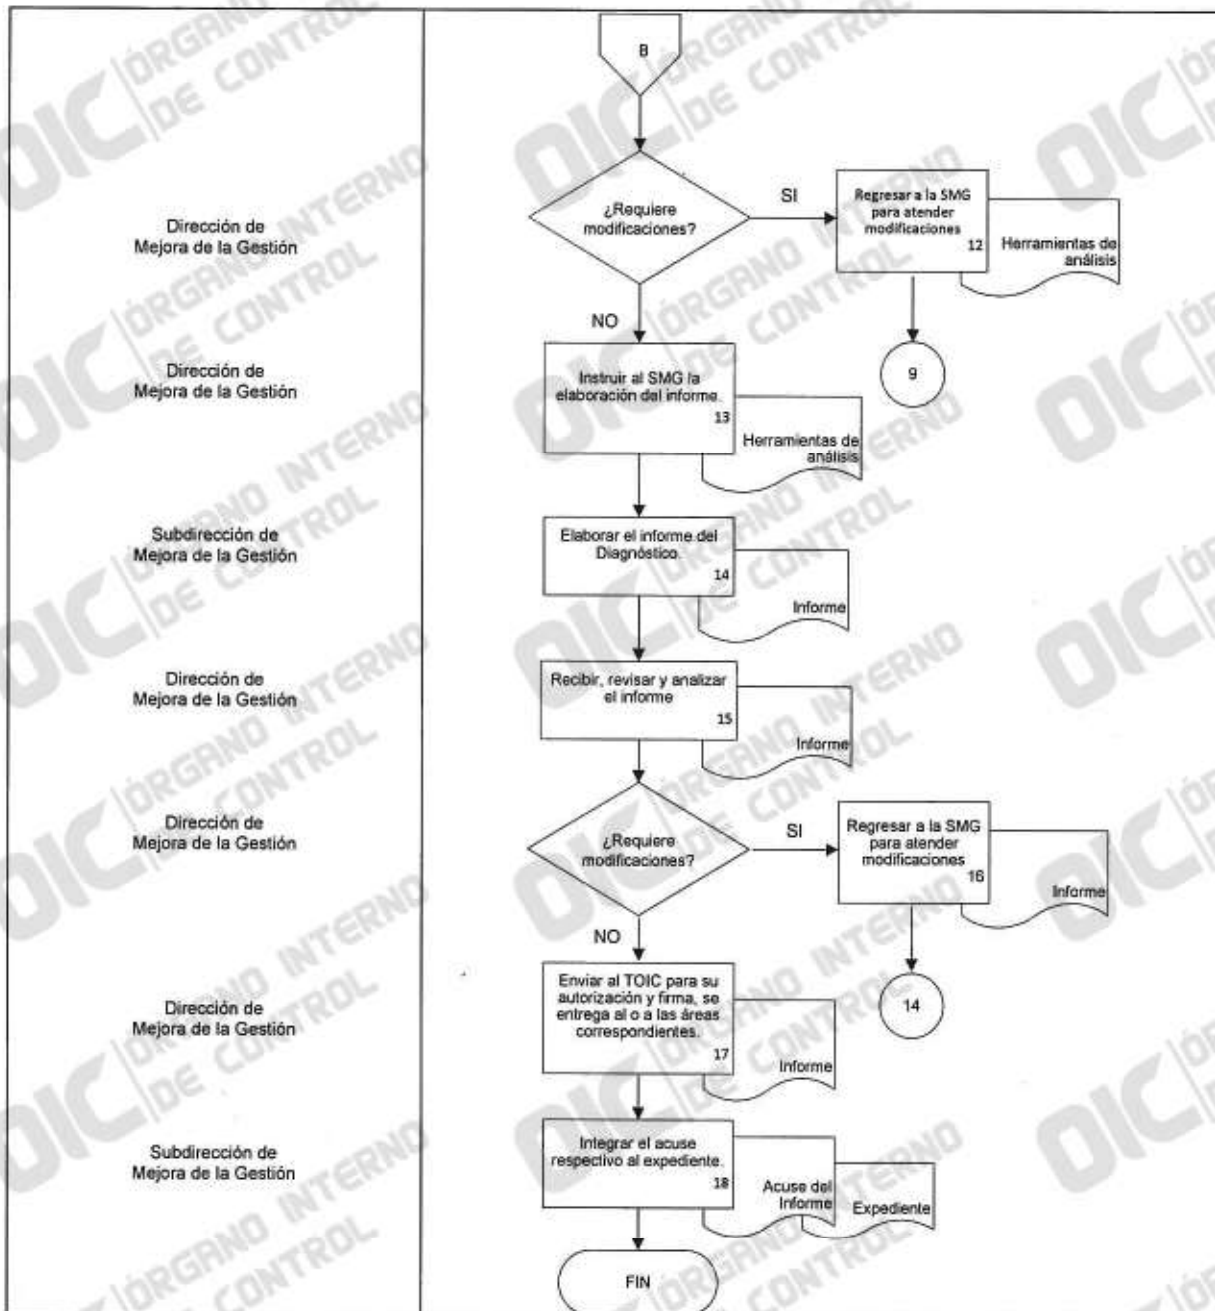 B
Dirección de
Mejora de la Gestión
¿Requiere
modificaciones?
SI
Regresar a la SMG
para atender
modificaciones
12
Herramientas de
análisis
NO
9
Dirección de
Mejora de la Gestión
Instruir al SMG la
elaboración del informe.
13
Herramientas de
análisis
Subdirección de
Mejora de la Gestión
Elaborar el informe del
Diagnóstico.
14
Informe
Dirección de
Mejora de la Gestión
Recibir, revisar y analizar
el informe
15
Informe
Dirección de
Mejora de la Gestión
¿Requiere
modificaciones?
SI
Regresar a la SMG
para atender
modificaciones
16
Informe
NO
14
Dirección de
Mejora de la Gestión
Enviar al TOIC para su
autorización y firma, se
entrega al o a las áreas
correspondientes.
17
Informe
Subdirección de
Mejora de la Gestión
Integrar el acuse
respectivo al expediente.
18
Acuse del
Informe
Expediente
FIN
OIC ÓRGANO INTERNO
DE CONTROL